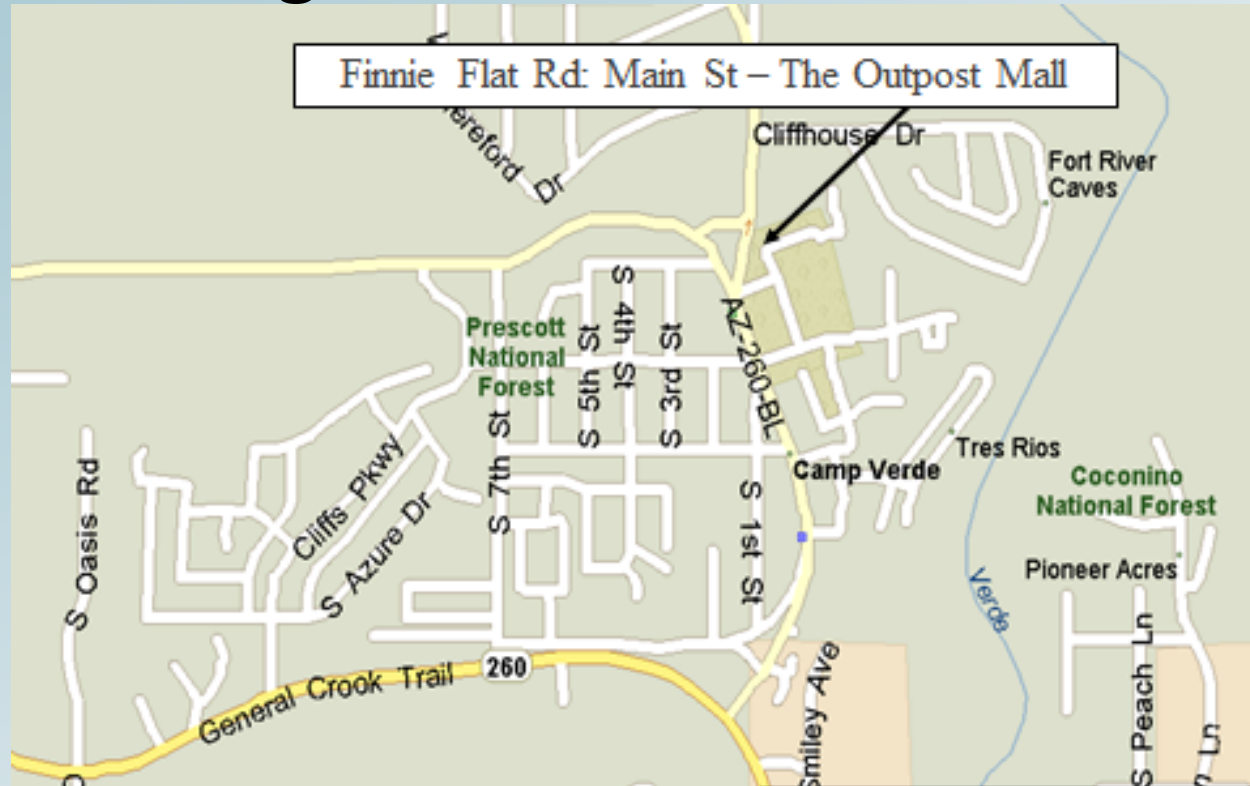 Finnie Flat Rd: Main St – The Outpost Mall
Cliffhouse Dr
Fort River
Caves
Dr
S 4th St
AZ-260-BL
Prescott
National
Forest
S 5th St
S 3rd St
S 7th St
Cliffs Pkwy
S Azure Dr
S Oasis Rd
Camp Verde
Tres Rios
Coconino
National Forest
S 1st St
Pioneer Acres
Verde
S Peach Ln
Smiley Ave
General Crook Trail
260
Ln